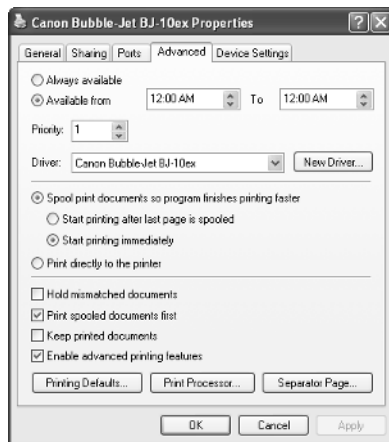 Canon Bubble-Jet BJ-10ex Properties
General Sharing Ports Advanced Device Settings
Always available
Available from 12:00 AM To 12:00 AM
Priority: 1
Driver: Canon Bubble-Jet BJ-10ex New Driver...
Spool print documents so program finishes printing faster
Start printing after last page is spooled
Start printing immediately
Print directly to the printer
Hold mismatched documents
Print spooled documents first
Keep printed documents
Enable advanced printing features
Printing Defaults... Print Processor... Separator Page...
OK Cancel Apply